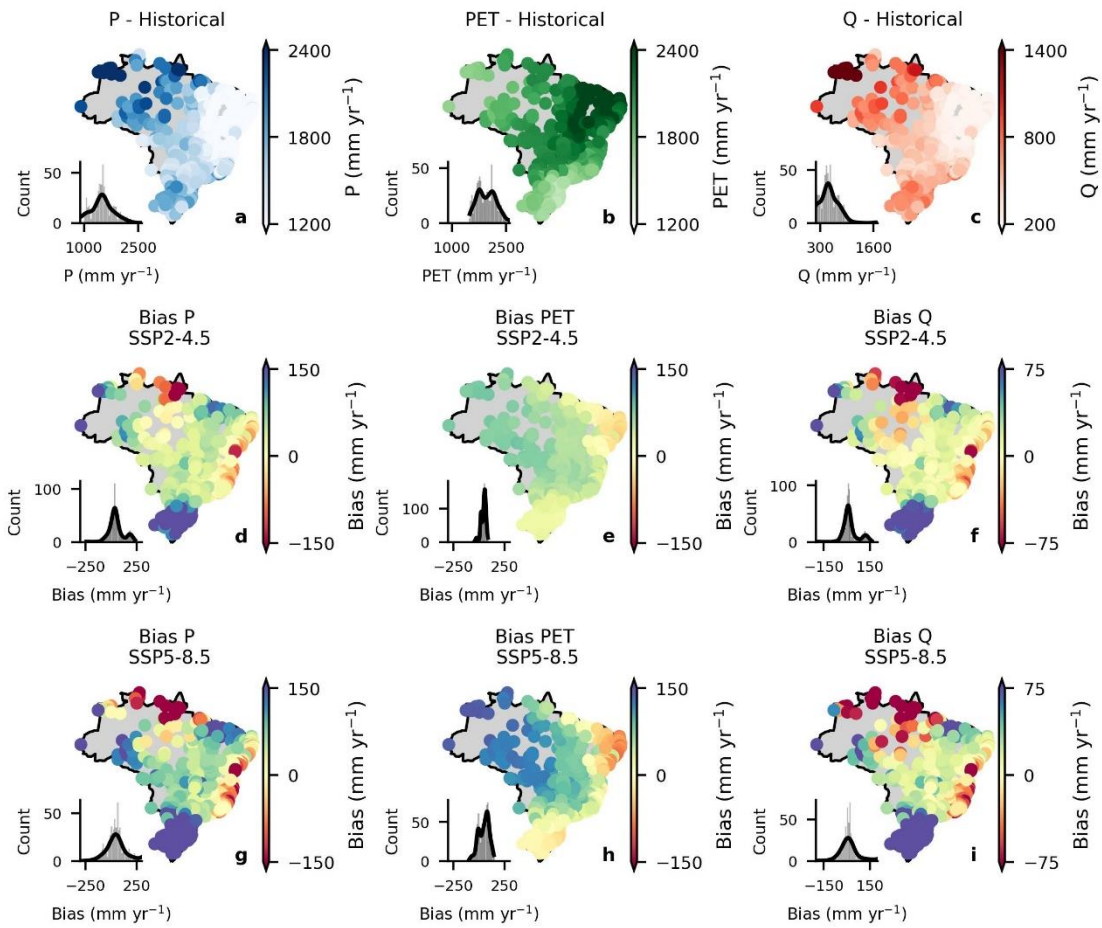 P - Historical
PET - Historical
Q - Historical
2400
1800
1200
P (mm yr⁻¹)
50
0
Count
1000 2500
P (mm yr⁻¹)
a
2400
1800
1200
PET (mm yr⁻¹)
50
0
Count
1000 2500
PET (mm yr⁻¹)
b
1400
800
200
Q (mm yr⁻¹)
50
0
Count
300 1600
Q (mm yr⁻¹)
c
Bias P
SSP2-4.5
150
0
−150
Bias (mm yr⁻¹)
100
0
Count
−250 250
Bias (mm yr⁻¹)
d
Bias PET
SSP2-4.5
150
0
−150
Bias (mm yr⁻¹)
100
0
Count
−250 250
Bias (mm yr⁻¹)
e
Bias Q
SSP2-4.5
75
0
−75
Bias (mm yr⁻¹)
100
0
Count
−150 150
Bias (mm yr⁻¹)
f
Bias P
SSP5-8.5
150
0
−150
Bias (mm yr⁻¹)
50
0
Count
−250 250
Bias (mm yr⁻¹)
g
Bias PET
SSP5-8.5
150
0
−150
Bias (mm yr⁻¹)
50
0
Count
−250 250
Bias (mm yr⁻¹)
h
Bias Q
SSP5-8.5
75
0
−75
Bias (mm yr⁻¹)
50
0
Count
−150 150
Bias (mm yr⁻¹)
i